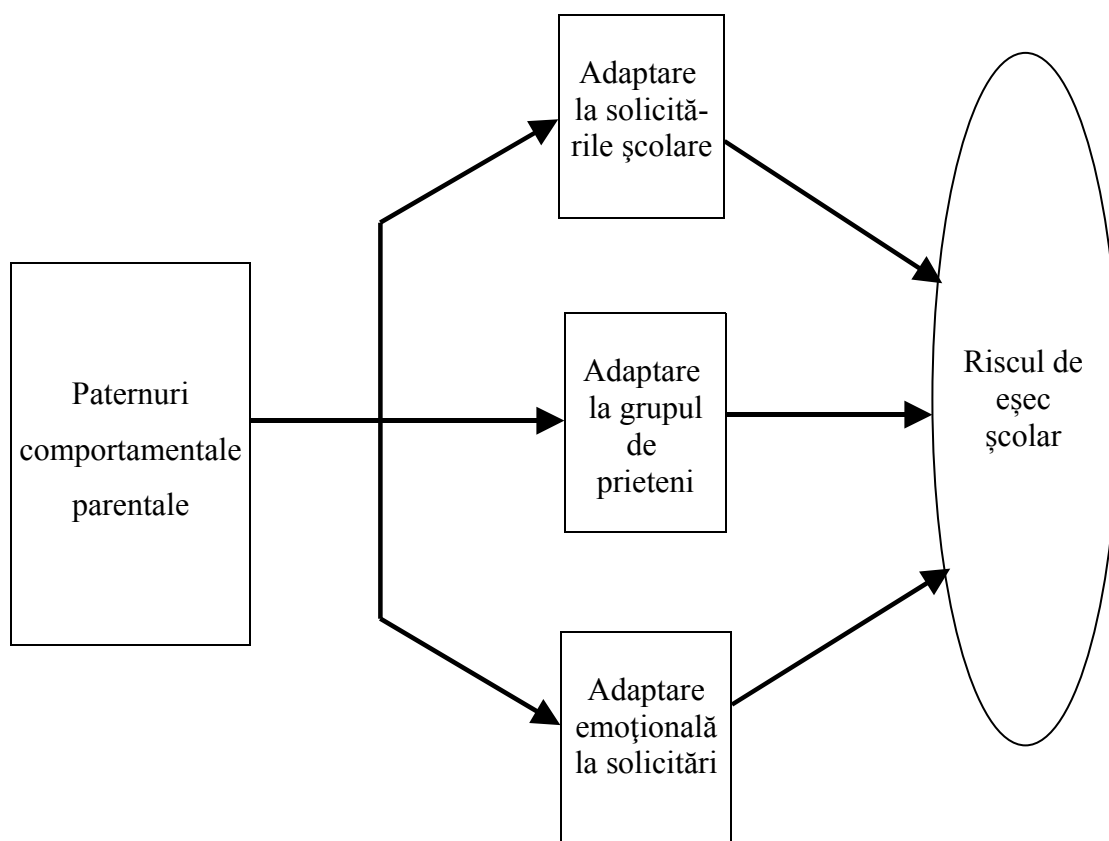 Paternuri
comportamentale
parentale
Adaptare
la solicită-
rile şcolare
Adaptare
la grupul
de
prieteni
Adaptare
emoţională
la solicitări
Riscul de
eșec
școlar